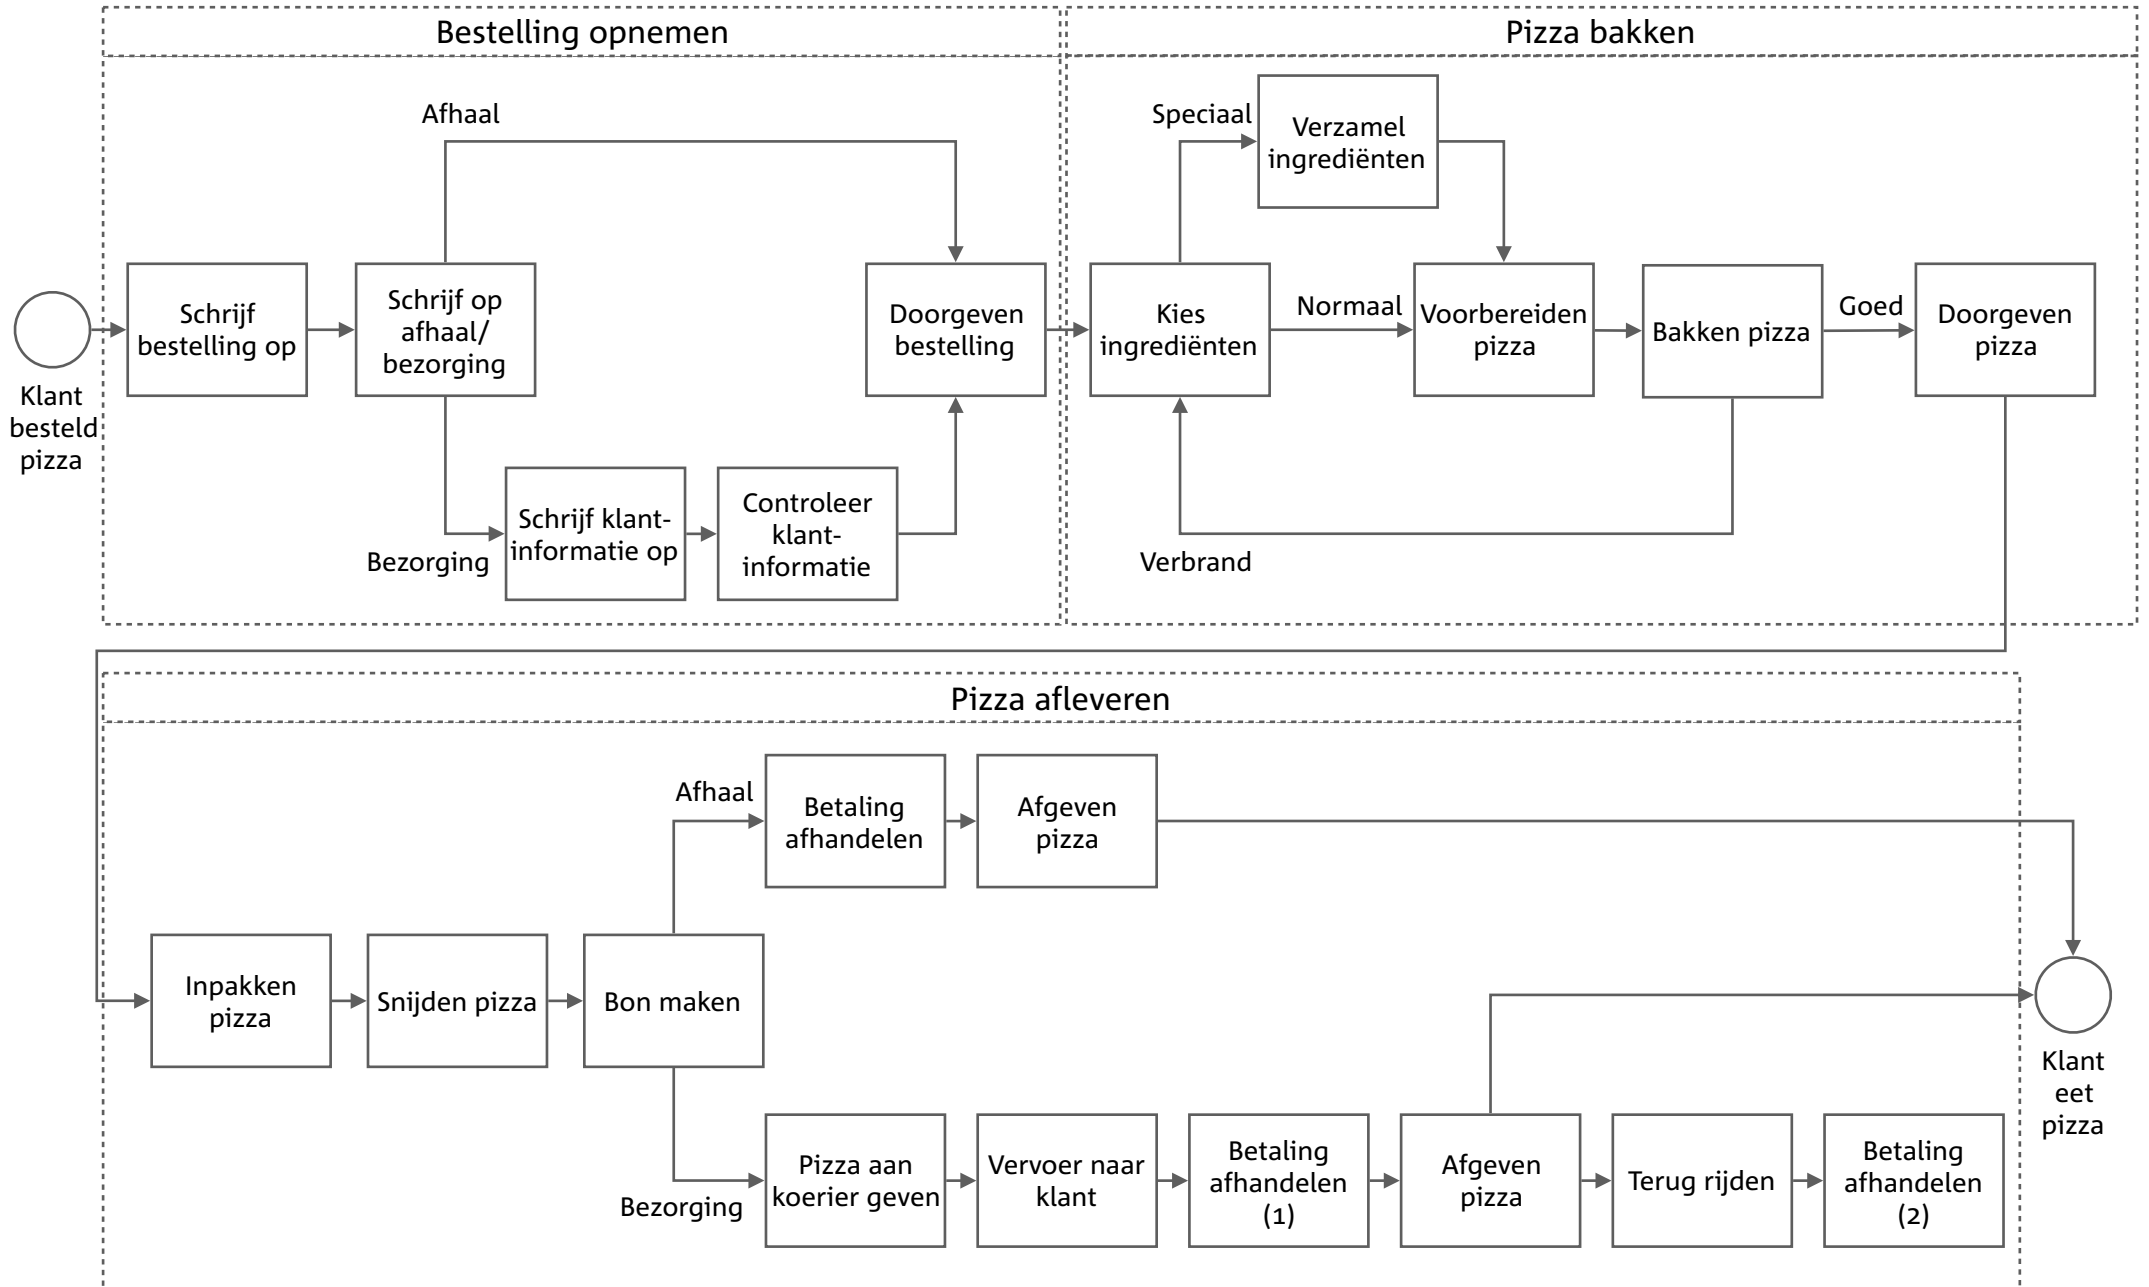 Bestelling opnemen
Pizza bakken
Afhaal
Speciaal
Verzamel
ingrediënten
Klant
besteld
pizza
Schrijf
bestelling op
Schrijf op
afhaal/
bezorging
Doorgeven
bestelling
Kies
ingrediënten
Normaal
Voorbereiden
pizza
Bakken pizza
Goed
Doorgeven
pizza
Bezorging
Schrijf klant-
informatie op
Controleer
klant-
informatie
Verbrand
Pizza afleveren
Afhaal
Betaling
afhandelen
Afgeven
pizza
Inpakken
pizza
Snijden pizza
Bon maken
Klant
eet
pizza
Bezorging
Pizza aan
koerier geven
Vervoer naar
klant
Betaling
afhandelen
(1)
Afgeven
pizza
Terug rijden
Betaling
afhandelen
(2)